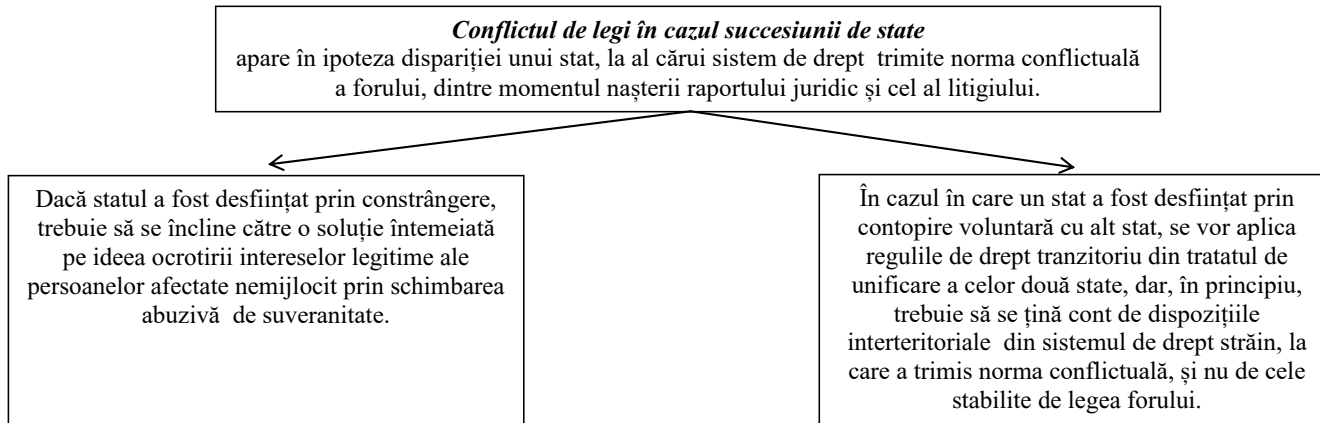 Conflictul de legi în cazul succesiunii de state
apare în ipoteza dispariției unui stat, la al cărui sistem de drept trimite norma conflictuală
a forului, dintre momentul nașterii raportului juridic și cel al litigiului.
Dacă statul a fost desființat prin constrângere,
trebuie să se încline către o soluție întemeiată
pe ideea ocrotirii intereselor legitime ale
persoanelor afectate nemijlocit prin schimbarea
abuzivă de suveranitate.
În cazul în care un stat a fost desființat prin
contopire voluntară cu alt stat, se vor aplica
regulile de drept tranzitoriu din tratatul de
unificare a celor două state, dar, în principiu,
trebuie să se țină cont de dispozițiile
interteritoriale din sistemul de drept străin, la
care a trimis norma conflictuală, și nu de cele
stabilite de legea forului.